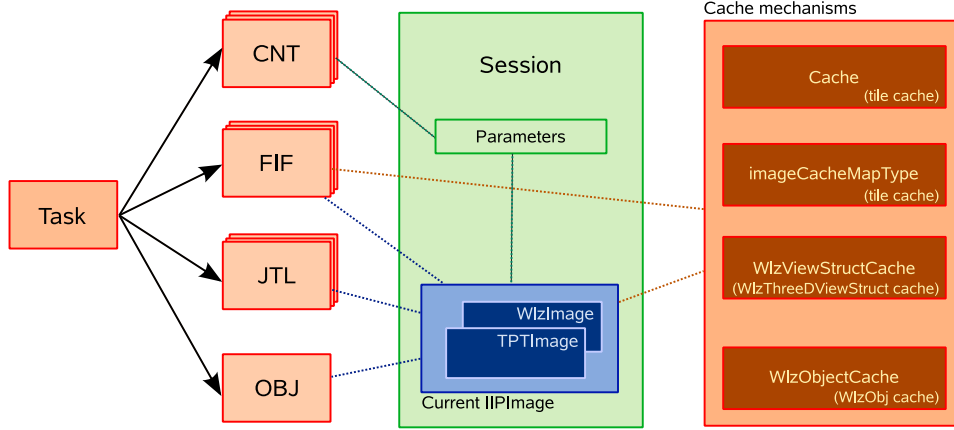 Cache mechanisms
CNT
Session
Cache
(tile cache)
Parameters
FIF
imageCacheMapType
(tile cache)
Task
JTL
WlzViewStructCache
(WlzThreeDViewStruct cache)
WlzImage
TPTImage
OBJ
WlzObjectCache
(WlzObj cache)
Current IIPImage